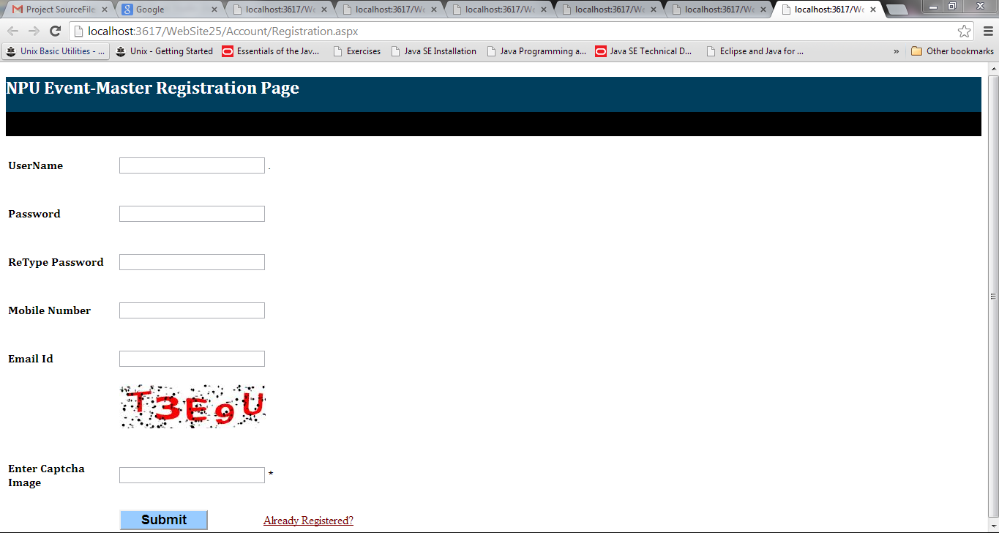 Project SourceFile
Google
localhost:3617/We
localhost:3617/We
localhost:3617/We
localhost:3617/We
localhost:3617/We
localhost:3617/We
localhost:3617/WebSite25/Account/Registration.aspx
Unix Basic Utilities - ...
Unix - Getting Started
Essentials of the Jav...
Exercises
Java SE Installation
Java Programming a...
Java SE Technical D...
Eclipse and Java for ...
»
Other bookmarks
NPU Event-Master Registration Page
UserName
.
Password
ReType Password
Mobile Number
Email Id
T3E9U
Enter Captcha
Image
*
Submit
Already Registered?